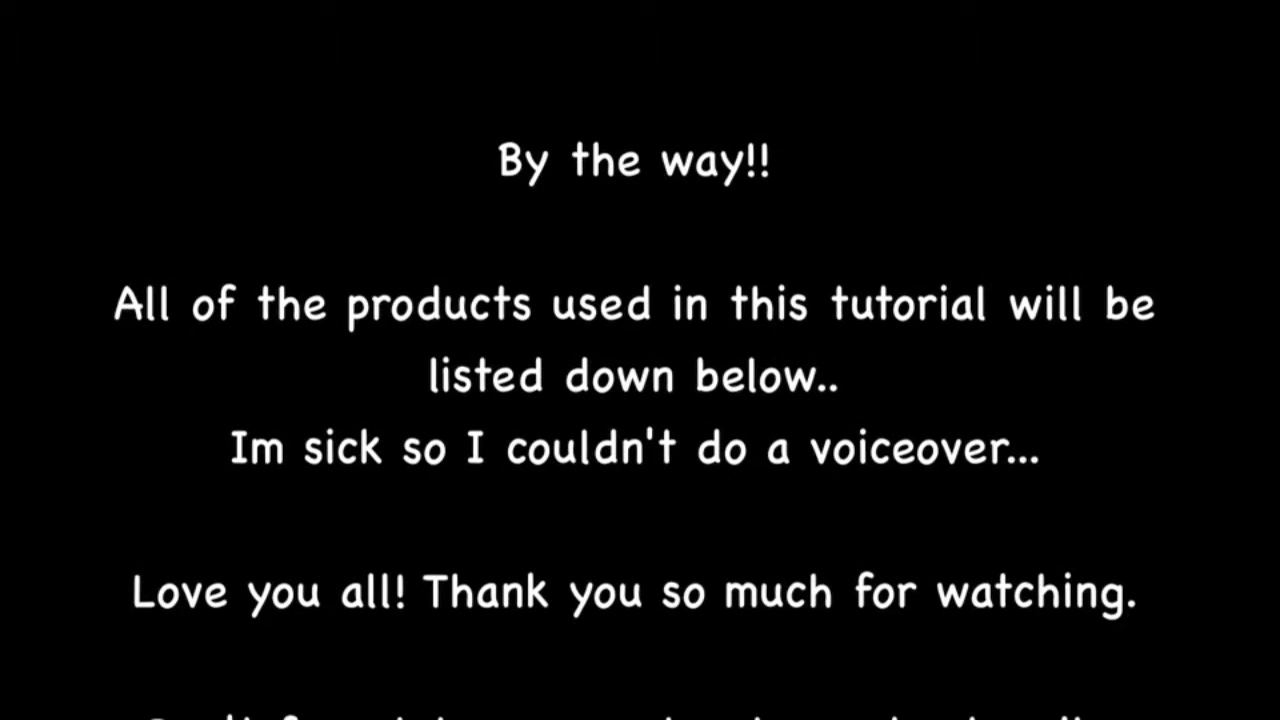 By the way!!
All of the products used in this tutorial will be
listed down below..
Im sick so I couldn't do a voiceover...
Love you all! Thank you so much for watching.